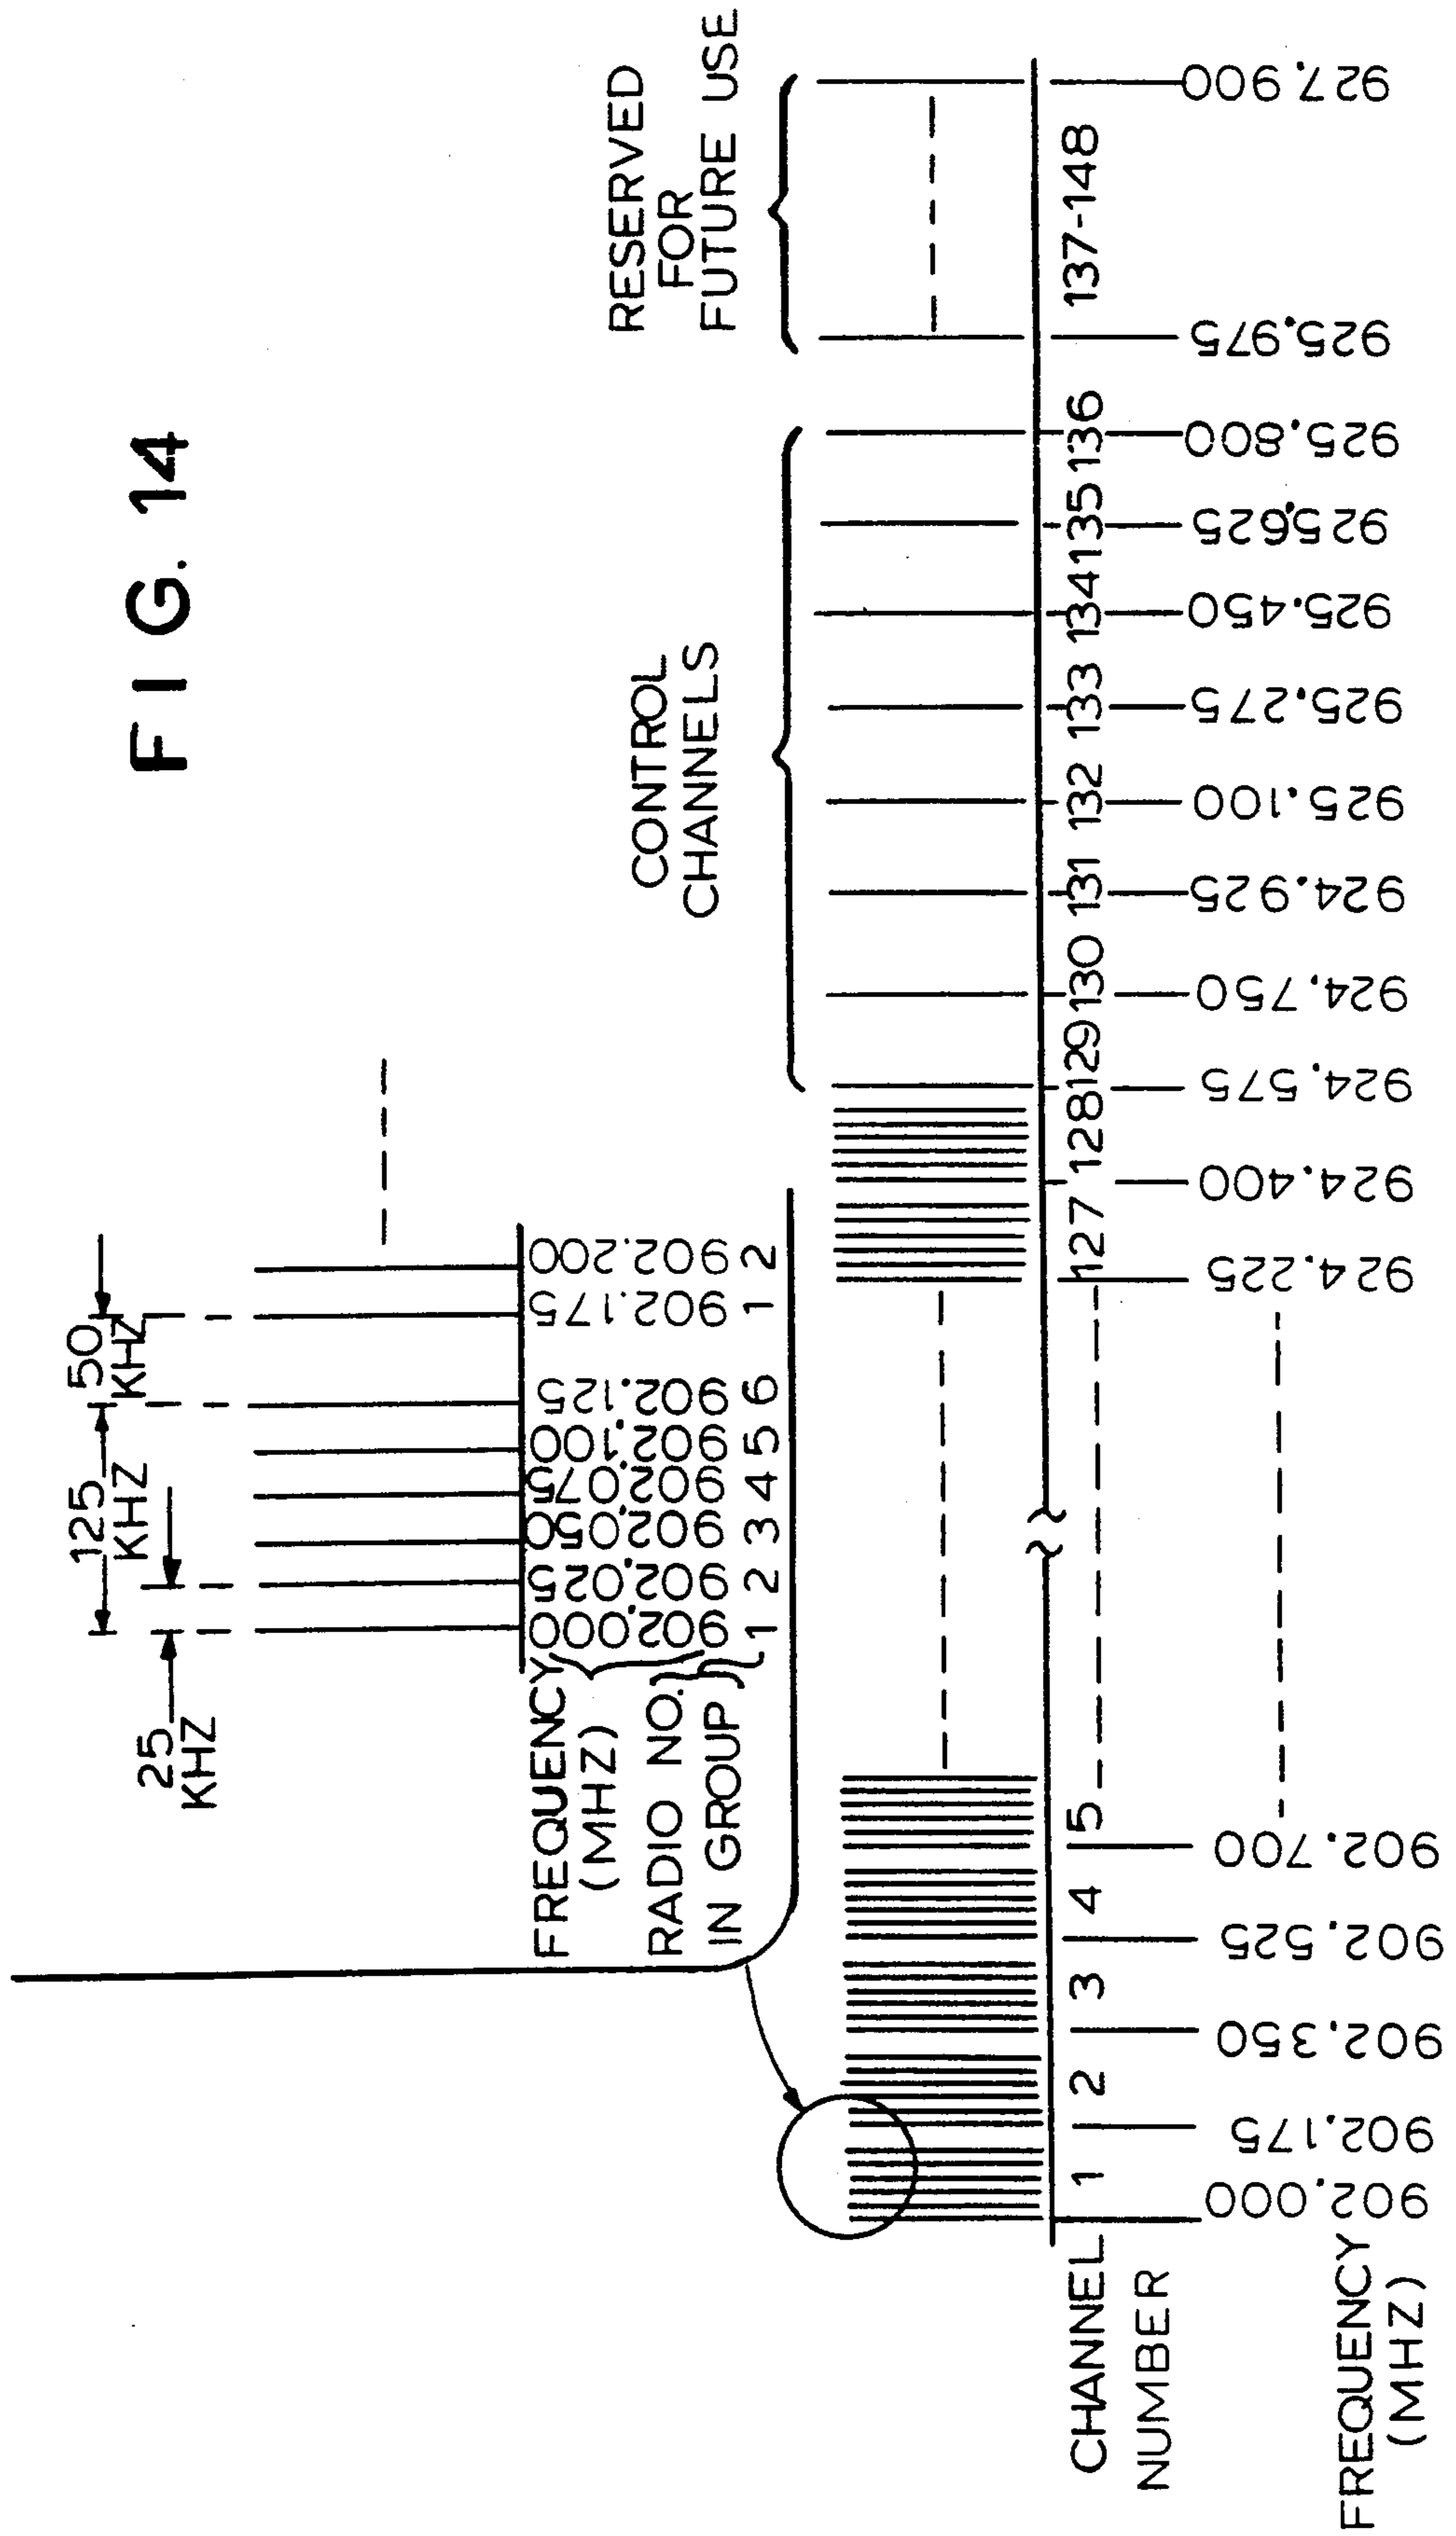 FIG. 14
25
KHZ
125
KHZ
50
KHZ
FREQUENCY
(MHZ)
902,000 902,025 902,050 902,075 902,100 902.125 902.175 902.200
RADIO NO.
IN GROUP
1 2 3 4 5 6 1 2
CONTROL
CHANNELS
RESERVED
FOR
FUTURE USE
CHANNEL
NUMBER
1 2 3 4 5 127 128 129 130 131 132 133 134 135 136 137-148
FREQUENCY
(MHZ)
902,000 902,175 902,350 902,525 902.700 924.225 924,400 924,575 924,750 924.925 925.100 925,275 925.450 925,625 925,800 925,975 927,900